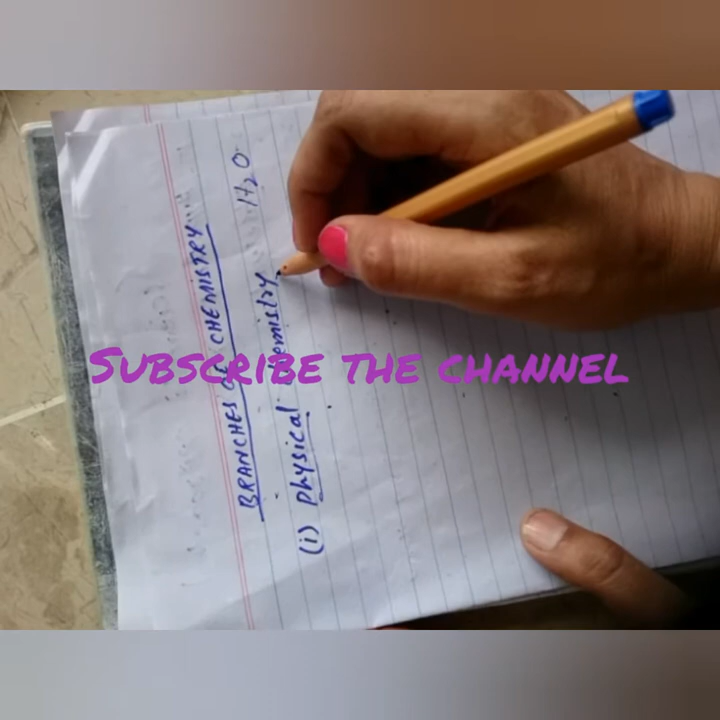 BRANCHES OF CHEMISTRY
H2O
(i) Physical chemistry
SUBSCRIBE THE CHANNEL